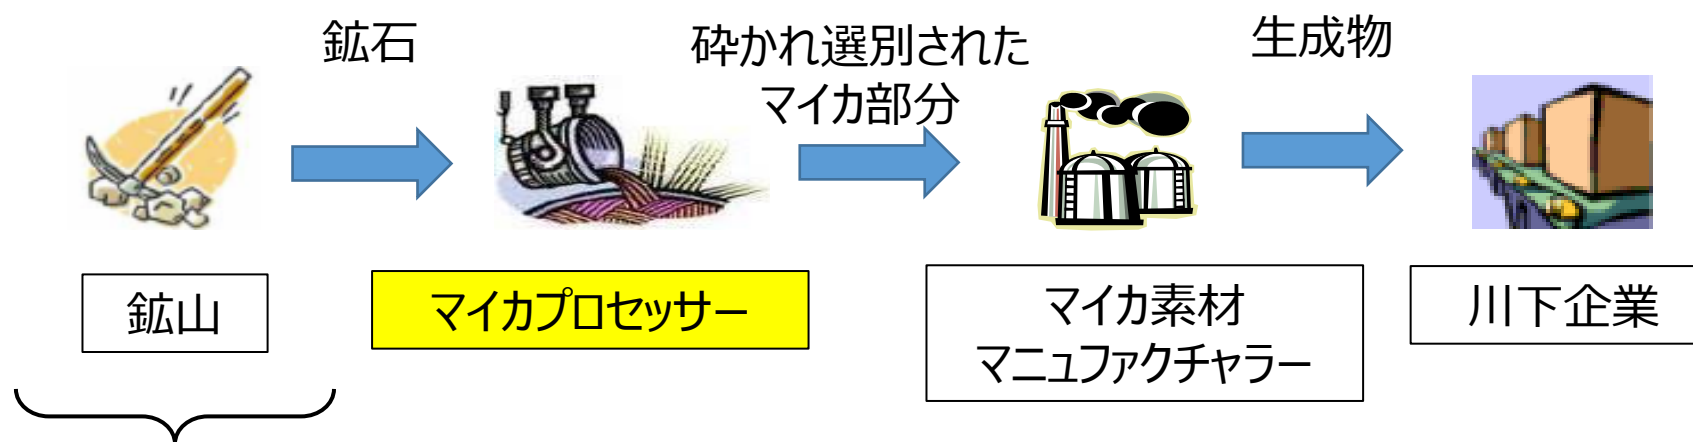 鉱石
砕かれ選別された
マイカ部分
生成物
鉱山
マイカプロセッサー
マイカ素材
マニュファクチャラー
川下企業